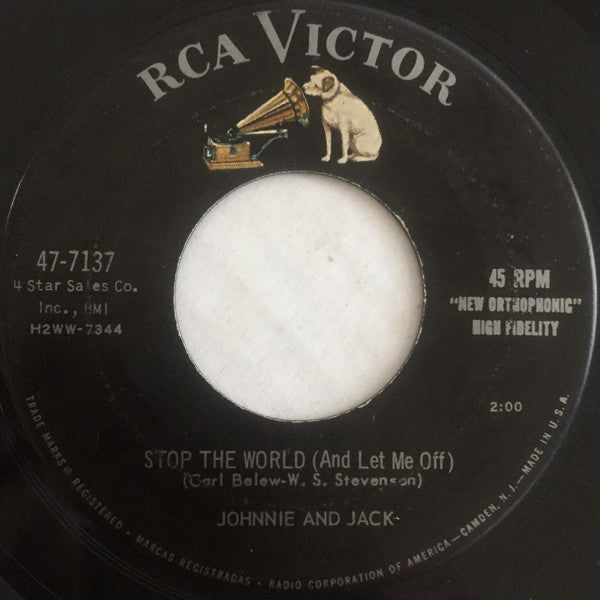 RCA VICTOR
47-7137
4 Star Sales Co.
Inc., BMI
H2WW-7344
45 RPM
"NEW ORTHOPHONIC"
HIGH FIDELITY
2:00
STOP THE WORLD (And Let Me Off)
(Carl Belew-W. S. Stevenson)
JOHNNIE AND JACK
TRADE MARKS ® REGISTERED • MARCAS REGISTRADAS • RADIO CORPORATION OF AMERICA—CAMDEN, N. J.—MADE IN U.S.A.